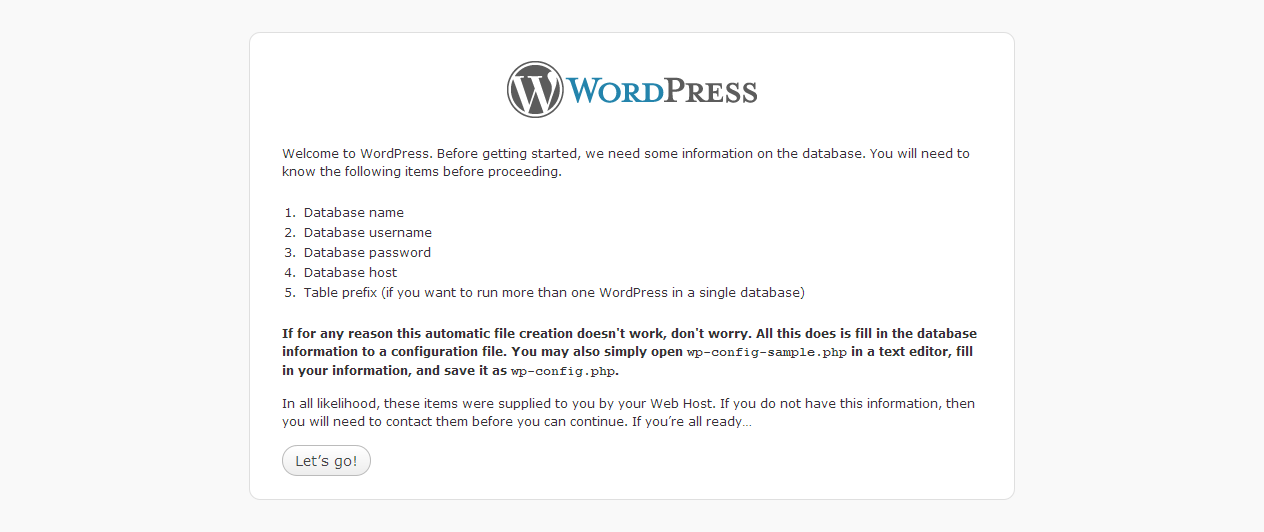 WORDPRESS
Welcome to WordPress. Before getting started, we need some information on the database. You will need to
know the following items before proceeding.
1. Database name
2. Database username
3. Database password
4. Database host
5. Table prefix (if you want to run more than one WordPress in a single database)
If for any reason this automatic file creation doesn't work, don't worry. All this does is fill in the database
information to a configuration file. You may also simply open wp-config-sample.php in a text editor, fill
in your information, and save it as wp-config.php.
In all likelihood, these items were supplied to you by your Web Host. If you do not have this information, then
you will need to contact them before you can continue. If you’re all ready…
Let’s go!